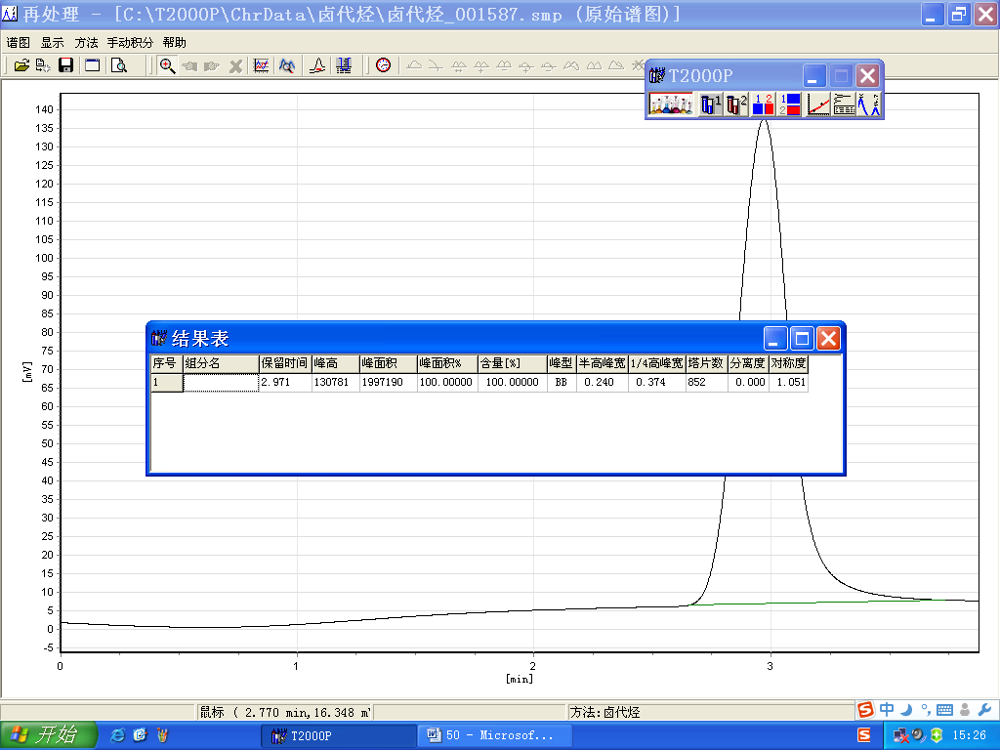 再处理 - [C:\T2000P\ChrData\卤代烃\卤代烃_001587.smp (原始谱图)]
谱图 显示 方法 手动积分 帮助
T2000P
1 2 1 2 1 2
140
135
130
125
120
115
110
105
100
95
90
85
80
75
70
65
60
55
50
45
40
35
30
25
20
15
10
5
0
-5
[mV]
结果表
序号 组分名 保留时间 峰高 峰面积 峰面积% 含量[%] 峰型 半高峰宽 1/4高峰宽 塔片数 分离度 对称度
1 2.971 130781 1997190 100.00000 100.00000 BB 0.240 0.374 852 0.000 1.051
0 1 2 3
[min]
鼠标 ( 2.770 min,16.348 m 方法:卤代烃
中
开始 T2000P 50 - Microsof... 15:26